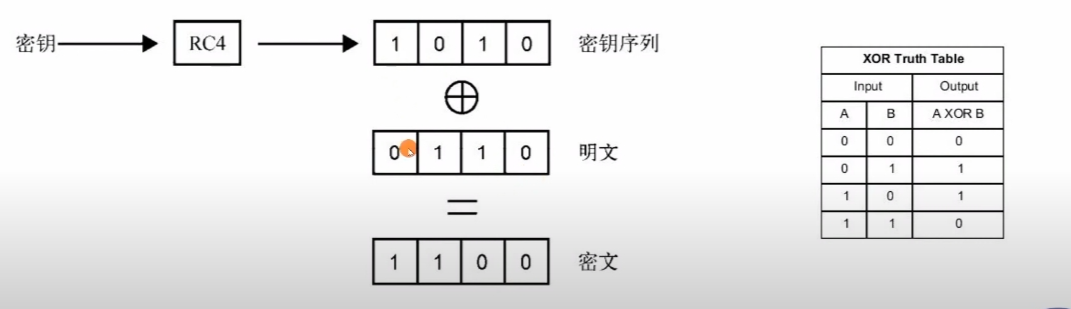 密钥 RC4 1 0 1 0 密钥序列
⊕
0 1 1 0 明文
=
1 1 0 0 密文
XOR Truth Table
Input Output
A B A XOR B
0 0 0
0 1 1
1 0 1
1 1 0